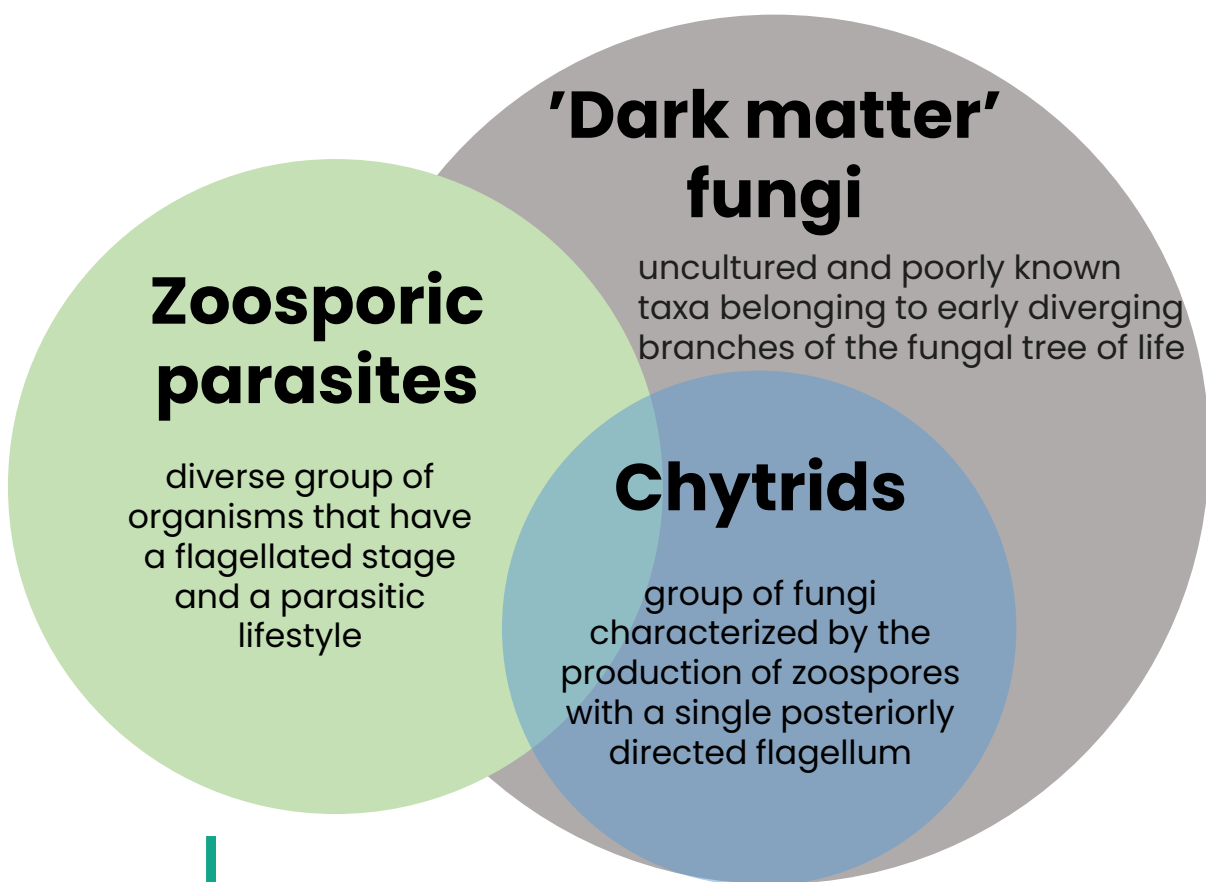 ’Dark matter’
fungi
uncultured and poorly known
taxa belonging to early diverging
branches of the fungal tree of life
Zoosporic
parasites
diverse group of
organisms that have
a flagellated stage
and a parasitic
lifestyle
Chytrids
group of fungi
characterized by the
production of zoospores
with a single posteriorly
directed flagellum